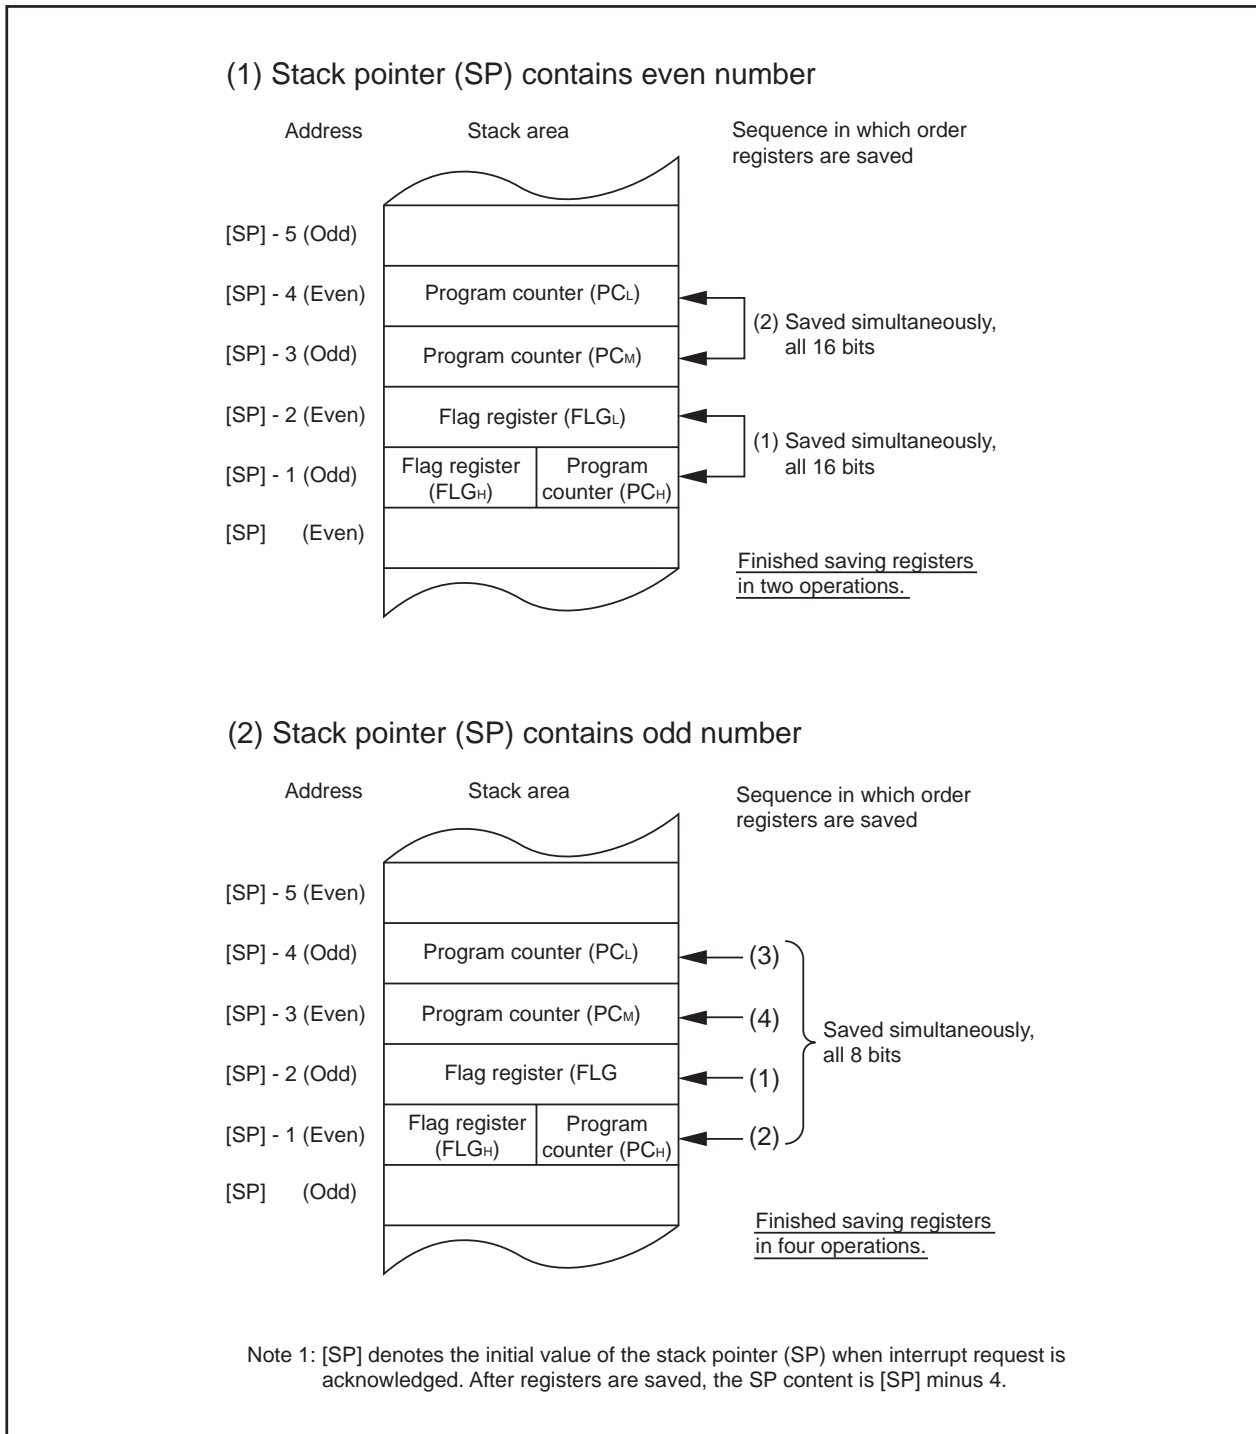 (1) Stack pointer (SP) contains even number
Address
Stack area
Sequence in which order
registers are saved
[SP] - 5 (Odd)
[SP] - 4 (Even)
Program counter (PCL)
[SP] - 3 (Odd)
Program counter (PCM)
(2) Saved simultaneously,
all 16 bits
[SP] - 2 (Even)
Flag register (FLGL)
[SP] - 1 (Odd)
Flag register
(FLGH)
Program
counter (PCH)
(1) Saved simultaneously,
all 16 bits
[SP] (Even)
Finished saving registers
in two operations.
(2) Stack pointer (SP) contains odd number
Address
Stack area
Sequence in which order
registers are saved
[SP] - 5 (Even)
[SP] - 4 (Odd)
Program counter (PCL)
(3)
[SP] - 3 (Even)
Program counter (PCM)
(4)
Saved simultaneously,
all 8 bits
[SP] - 2 (Odd)
Flag register (FLG
(1)
[SP] - 1 (Even)
Flag register
(FLGH)
Program
counter (PCH)
(2)
[SP] (Odd)
Finished saving registers
in four operations.
Note 1: [SP] denotes the initial value of the stack pointer (SP) when interrupt request is
acknowledged. After registers are saved, the SP content is [SP] minus 4.